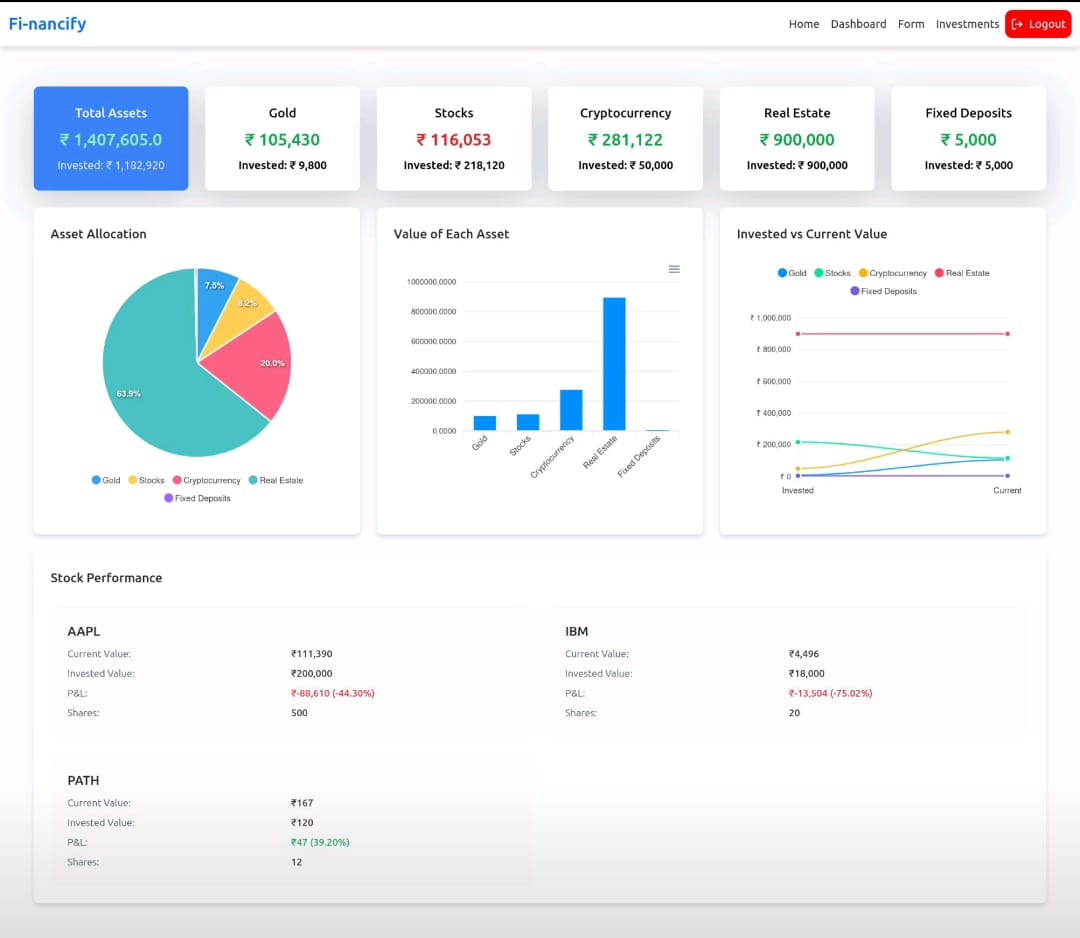 Fi-nancify
Home Dashboard Form Investments Logout
Total Assets
₹ 1,407,605.0
Invested: ₹ 1,182,920
Gold
₹ 105,430
Invested: ₹ 9,800
Stocks
₹ 116,053
Invested: ₹ 218,120
Cryptocurrency
₹ 281,122
Invested: ₹ 50,000
Real Estate
₹ 900,000
Invested: ₹ 900,000
Fixed Deposits
₹ 5,000
Invested: ₹ 5,000
Asset Allocation
7.5%
8.2%
20.0%
63.9%
Gold Stocks Cryptocurrency Real Estate
Fixed Deposits
Value of Each Asset
1000000.0000
800000.0000
600000.0000
400000.0000
200000.0000
0.0000
Gold
Stocks
Cryptocurrency
Real Estate
Fixed Deposits
Invested vs Current Value
Gold Stocks Cryptocurrency Real Estate
Fixed Deposits
₹ 1,000,000
₹ 800,000
₹ 600,000
₹ 400,000
₹ 200,000
₹ 0
Invested Current
Stock Performance
AAPL
Current Value: ₹111,390
Invested Value: ₹200,000
P&L: ₹-88,610 (-44.30%)
Shares: 500
IBM
Current Value: ₹4,496
Invested Value: ₹18,000
P&L: ₹-13,504 (-75.02%)
Shares: 20
PATH
Current Value: ₹167
Invested Value: ₹120
P&L: ₹47 (39.20%)
Shares: 12